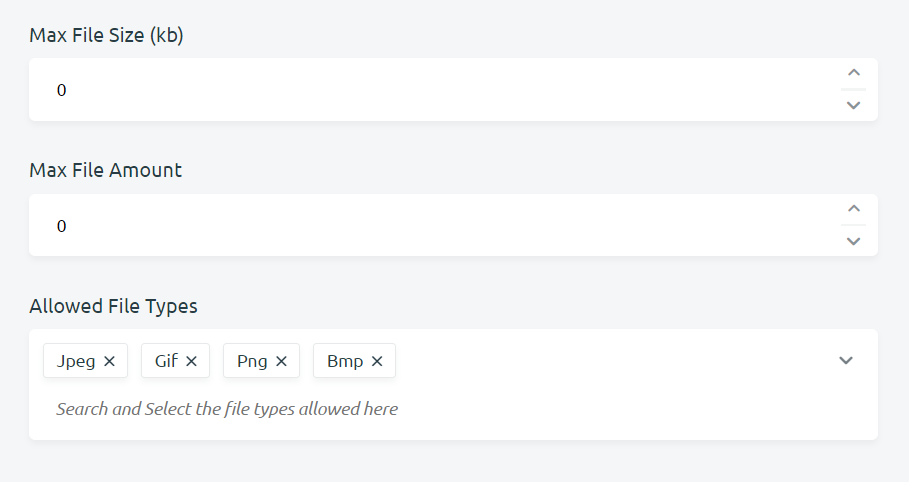 Max File Size (kb)
0
Max File Amount
0
Allowed File Types
Jpeg Gif Png Bmp
Search and Select the file types allowed here